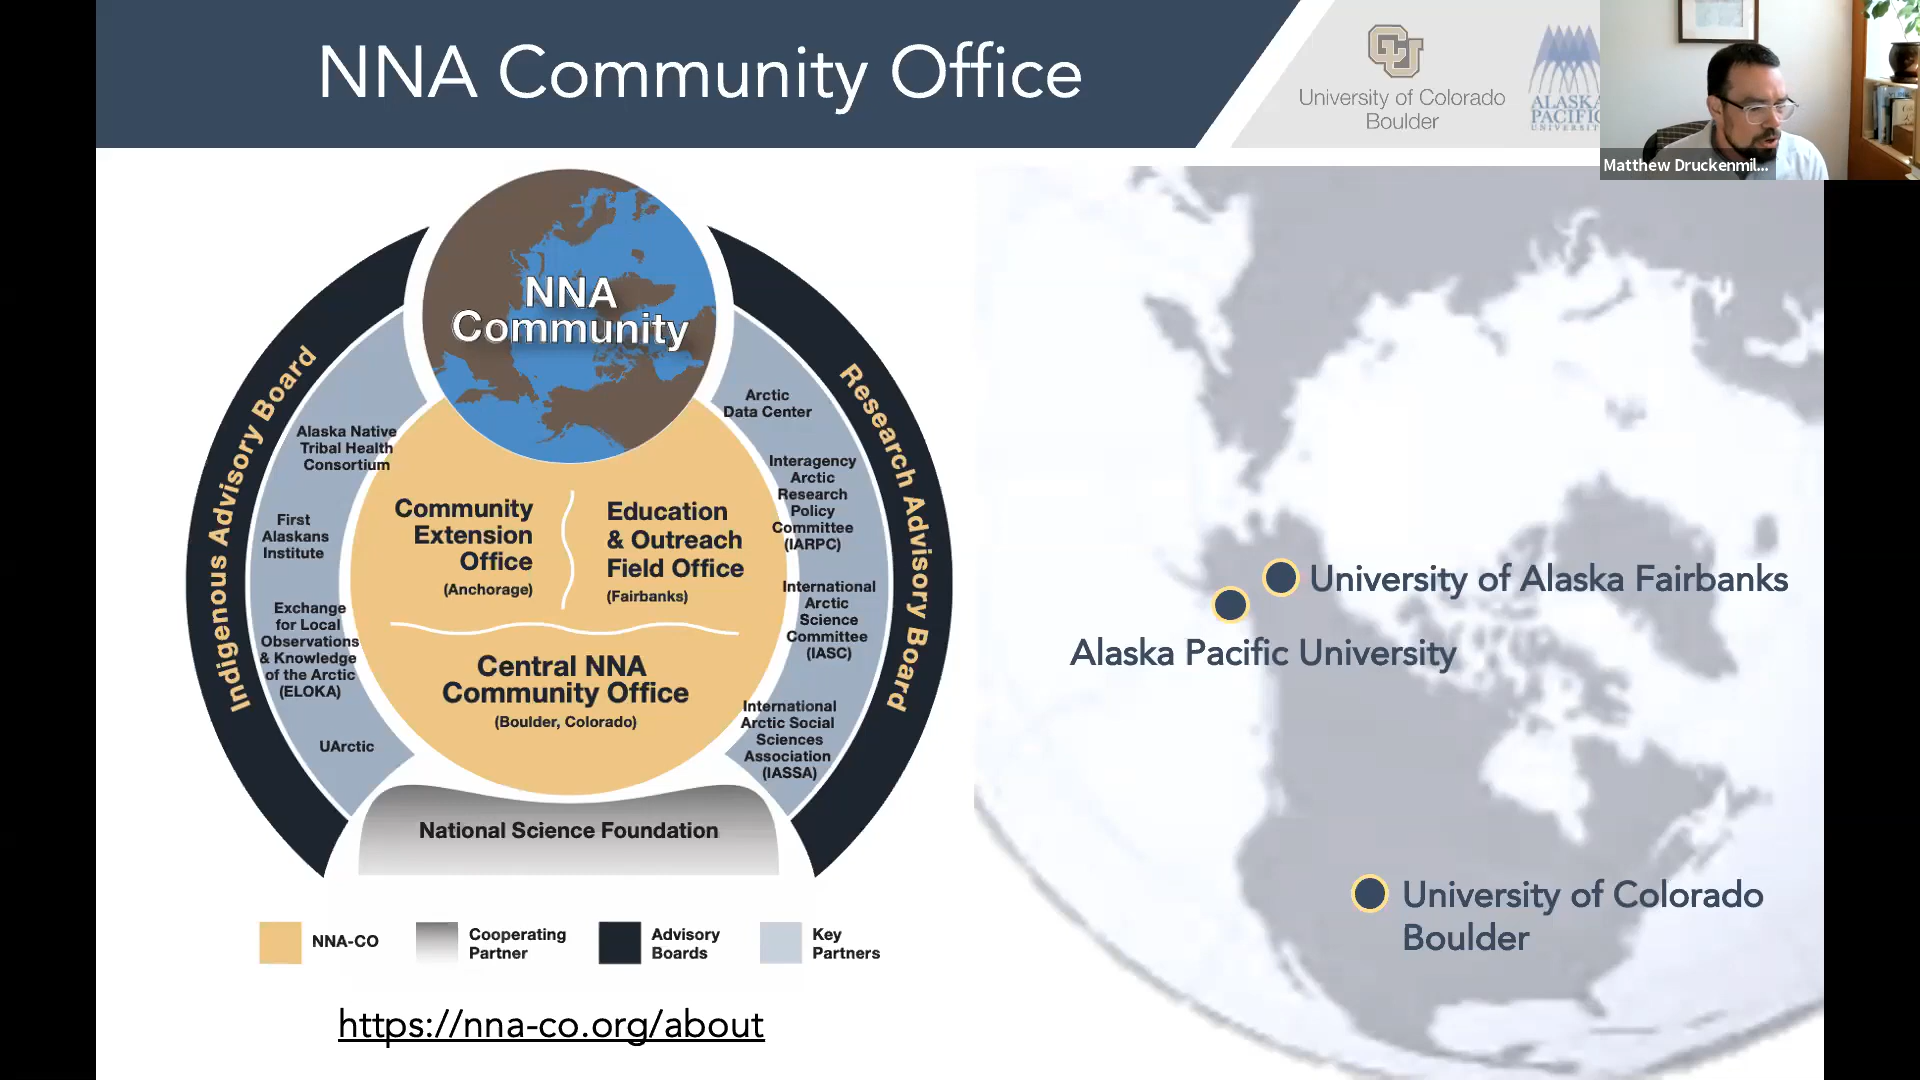 NNA Community Office
University of Colorado
Boulder
ALASKA
PACIFIC
UNIVERSITY
Matthew Druckenmil...
NNA
Community
Indigenous Advisory Board
Research Advisory Board
Alaska Native
Tribal Health
Consortium
First
Alaskans
Institute
Exchange
for Local
Observations
& Knowledge
of the Arctic
(ELOKA)
UArctic
Arctic
Data Center
Interagency
Arctic
Research
Policy
Committee
(IARPC)
International
Arctic
Science
Committee
(IASC)
International
Arctic Social
Sciences
Association
(IASSA)
Community
Extension
Office
(Anchorage)
Education
& Outreach
Field Office
(Fairbanks)
Central NNA
Community Office
(Boulder, Colorado)
National Science Foundation
NNA-CO
Cooperating
Partner
Advisory
Boards
Key
Partners
https://nna-co.org/about
University of Alaska Fairbanks
Alaska Pacific University
University of Colorado
Boulder